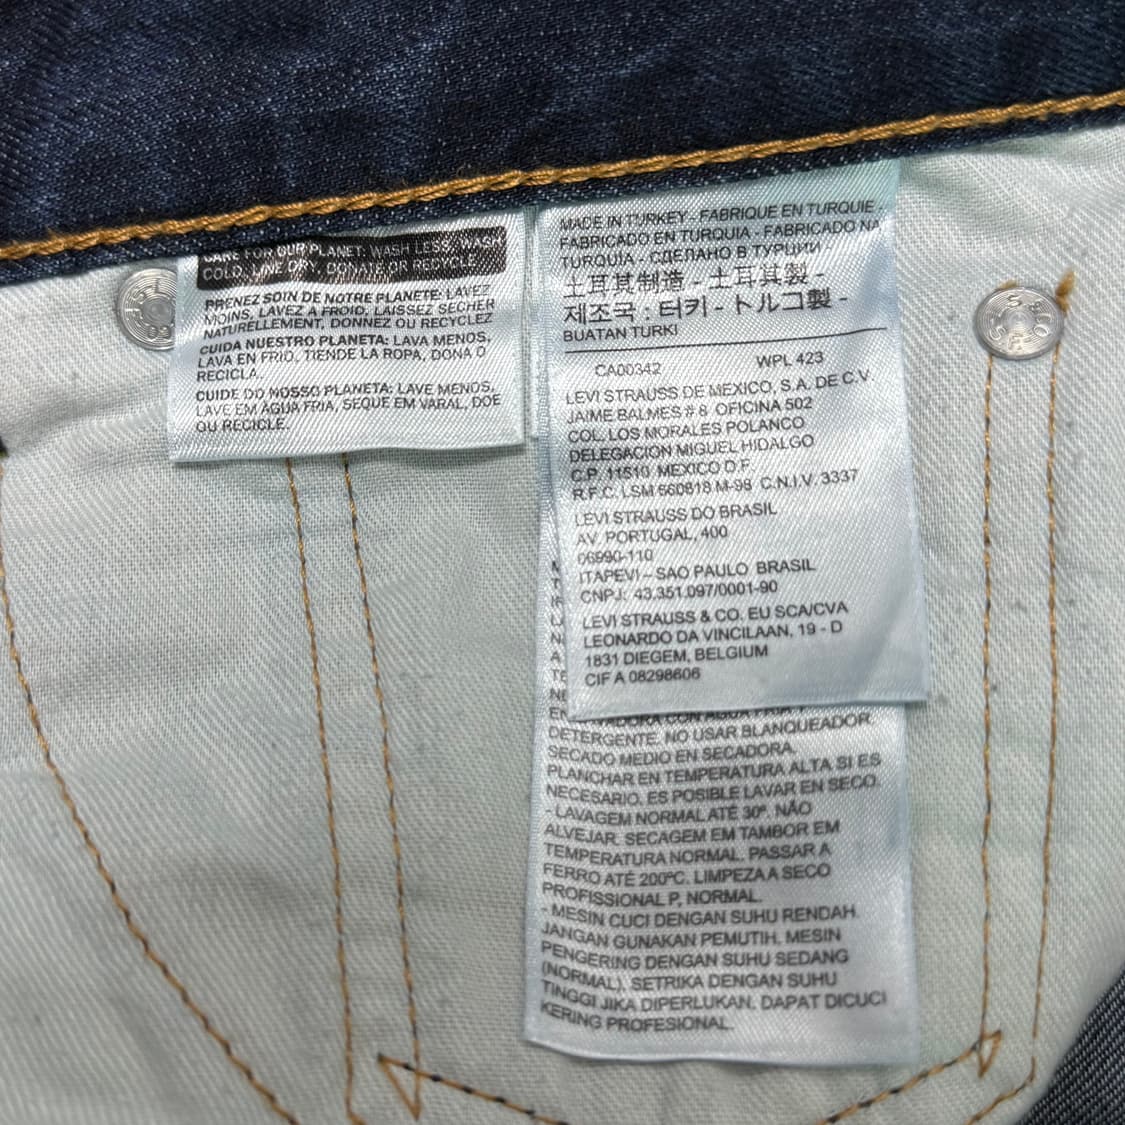 CARE FOR OUR PLANET: WASH LESS, WASH
COLD, LINE DRY, DONATE OR RECYCLE
PRENEZ SOIN DE NOTRE PLANETE: LAVEZ
MOINS, LAVEZ A FROID, LAISSEZ SECHER
NATURELLEMENT, DONNEZ OU RECYCLEZ
CUIDA NUESTRO PLANETA: LAVA MENOS,
LAVA EN FRIO, TIENDE LA ROPA, DONA O
RECICLA.
CUIDE DO NOSSO PLANETA: LAVE MENOS,
LAVE EM ÁGUA FRIA, SEQUE EM VARAL, DOE
OU RECICLE.
MADE IN TURKEY - FABRIQUE EN TURQUIE -
FABRICADO EN TURQUIA - FABRICADO NA
TURQUIA - СДЕЛАНО В ТУРЦИИ -
土耳其制造 - 土耳其製 -
제조국 : 터키 - トルコ製 -
BUATAN TURKI
CA00342 WPL 423
LEVI STRAUSS DE MEXICO, S.A. DE C.V.
JAIME BALMES # 8 OFICINA 502
COL. LOS MORALES POLANCO
DELEGACION MIGUEL HIDALGO
C.P. 11510 MEXICO D.F.
R.F.C. LSM 660818 M-98 C.N.I.V. 3337
LEVI STRAUSS DO BRASIL
AV. PORTUGAL, 400
06990-110
ITAPEVI – SAO PAULO BRASIL
CNPJ: 43.351.097/0001-90
LEVI STRAUSS & CO. EU SCA/CVA
LEONARDO DA VINCILAAN, 19 - D
1831 DIEGEM, BELGIUM
CIF A 08298606
LAVADORA CON AGUA FRIA Y
DETERGENTE. NO USAR BLANQUEADOR.
SECADO MEDIO EN SECADORA.
PLANCHAR EN TEMPERATURA ALTA SI ES
NECESARIO. ES POSIBLE LAVAR EN SECO.
- LAVAGEM NORMAL ATÉ 30º. NÃO
ALVEJAR. SECAGEM EM TAMBOR EM
TEMPERATURA NORMAL. PASSAR A
FERRO ATÉ 200ºC. LIMPEZA A SECO
PROFISSIONAL P, NORMAL.
- MESIN CUCI DENGAN SUHU RENDAH.
JANGAN GUNAKAN PEMUTIH. MESIN
PENGERING DENGAN SUHU SEDANG
(NORMAL). SETRIKA DENGAN SUHU
TINGGI JIKA DIPERLUKAN. DAPAT DICUCI
KERING PROFESIONAL.